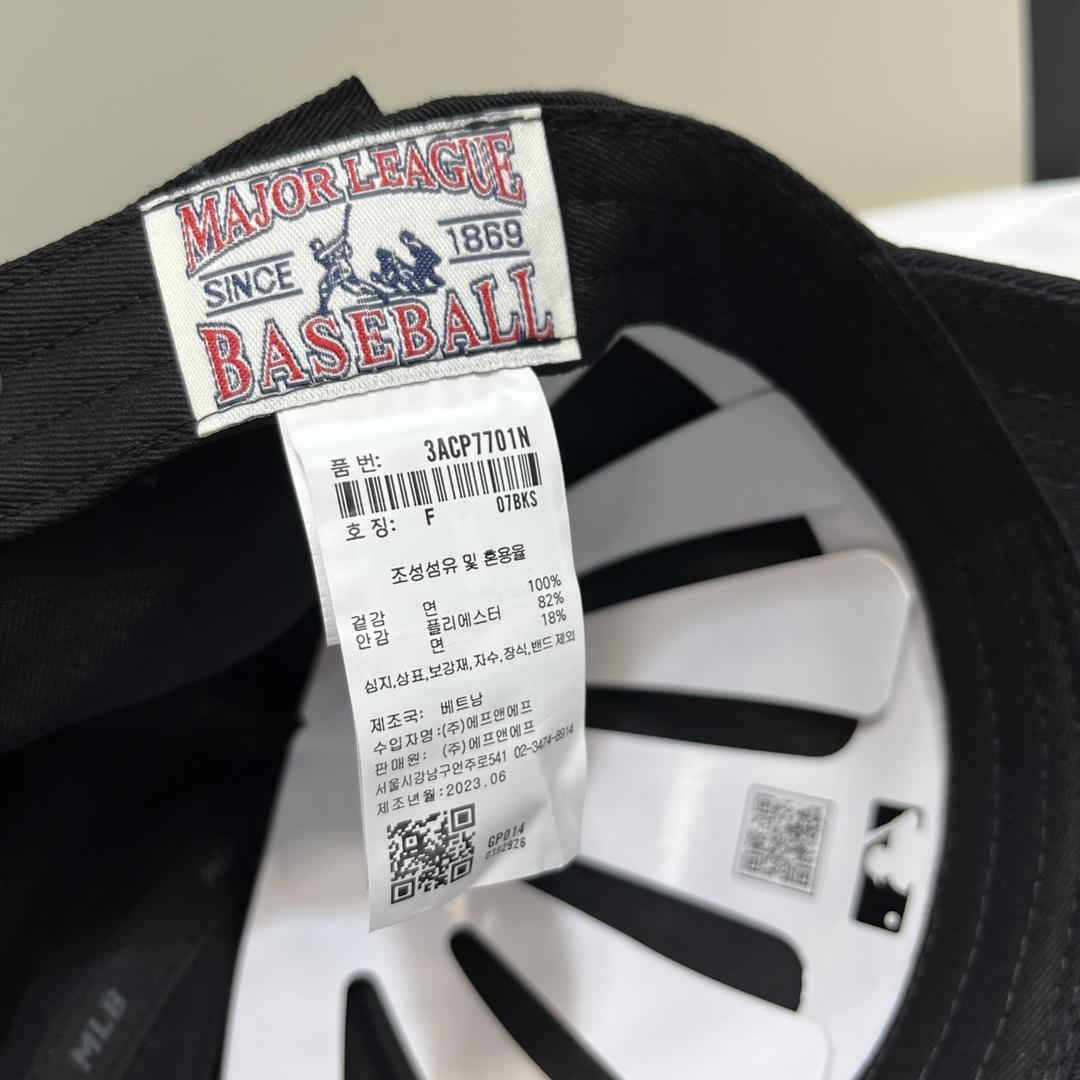 MAJOR LEAGUE
SINCE 1869
BASEBALL
품 번: 3ACP7701N
호 칭: F 07BKS
조성섬유 및 혼용율
겉감 면 100%
안감 폴리에스터 82%
면 18%
심지,상표,보강재,자수,장식,밴드 제외
제조국: 베트남
수입자명:(주)에프앤에프
판매원: (주)에프앤에프
서울시강남구언주로541 02-3474-8914
제조년월:2023.06
GP014
0392926
MLB